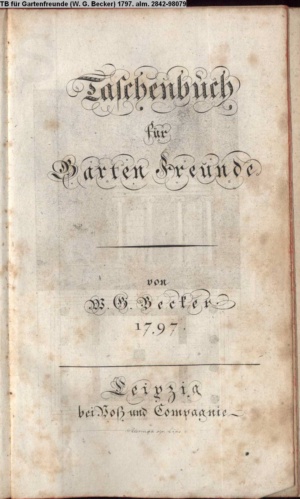 TB für Gartenfreunde (W. G. Becker) 1797. alm. 2842-98079
Taschenbuch
für
Garten Freunde
von
W. G. Becker
1797.
Leipzig
bei Voß und Compagnie